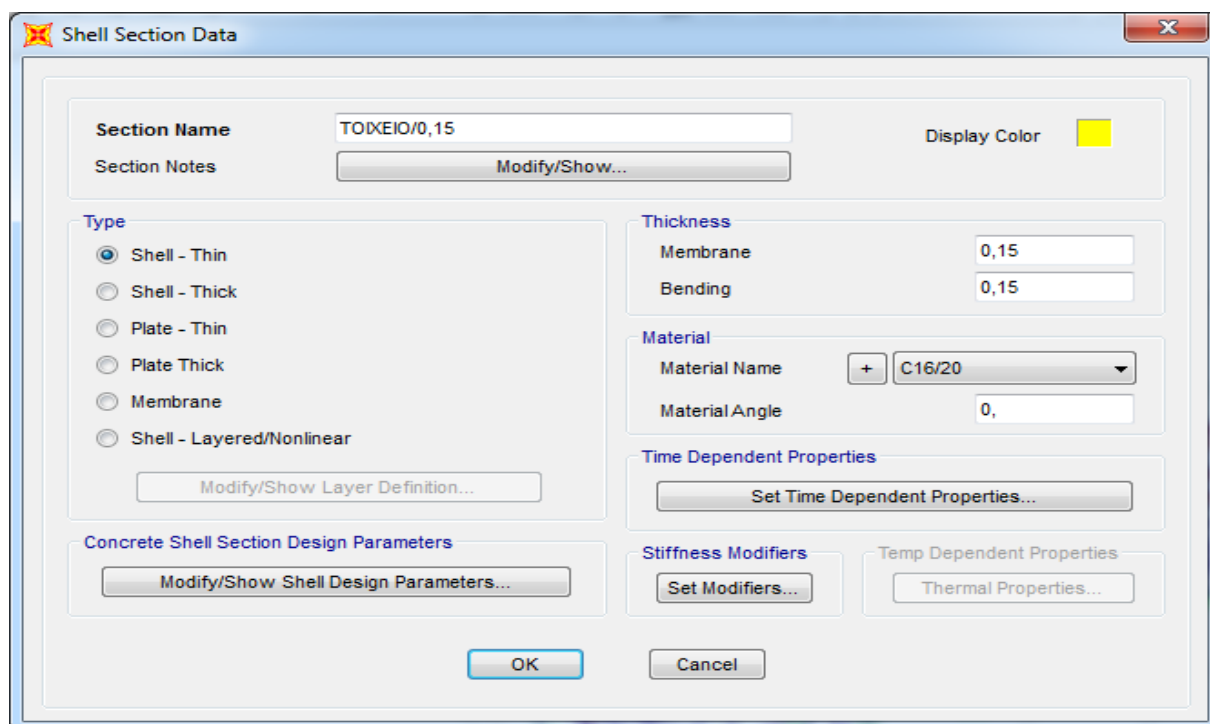 Shell Section Data
Section Name TOIXEIO/0,15 Display Color
Section Notes Modify/Show...
Type
Shell - Thin
Shell - Thick
Plate - Thin
Plate Thick
Membrane
Shell - Layered/Nonlinear
Modify/Show Layer Definition...
Concrete Shell Section Design Parameters
Modify/Show Shell Design Parameters...
Thickness
Membrane 0,15
Bending 0,15
Material
Material Name + C16/20
Material Angle 0,
Time Dependent Properties
Set Time Dependent Properties...
Stiffness Modifiers
Set Modifiers...
Temp Dependent Properties
Thermal Properties...
OK Cancel